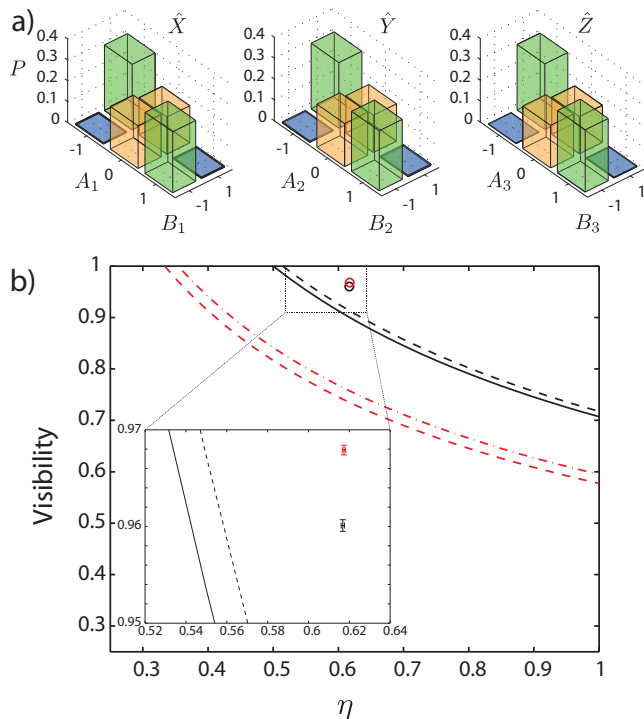 a)
X̂ Ŷ Ẑ
P
0.4 0.4 0.4
0.3 0.3 0.3
0.2 0.2 0.2
0.1 0.1 0.1
0 0 0
-1 0 1 -1 0 1 -1 0 1
-1 1 -1 1 -1 1
A₁ A₂ A₃
B₁ B₂ B₃
b)
1
0.9
0.8
0.7
0.6
0.5
0.4
0.3
Visibility
0.97
0.96
0.95
0.52 0.54 0.56 0.58 0.6 0.62 0.64
0.3 0.4 0.5 0.6 0.7 0.8 0.9 1
η